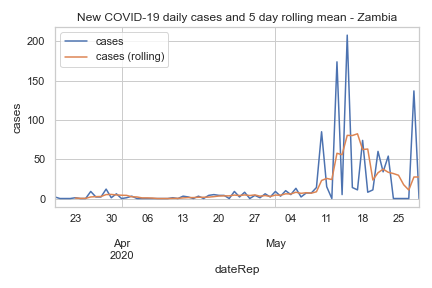 New COVID-19 daily cases and 5 day rolling mean - Zambia
cases
cases (rolling)
200
150
100
50
0
cases
23 30 06 13 20 27 04 11 18 25
Apr May
2020
dateRep